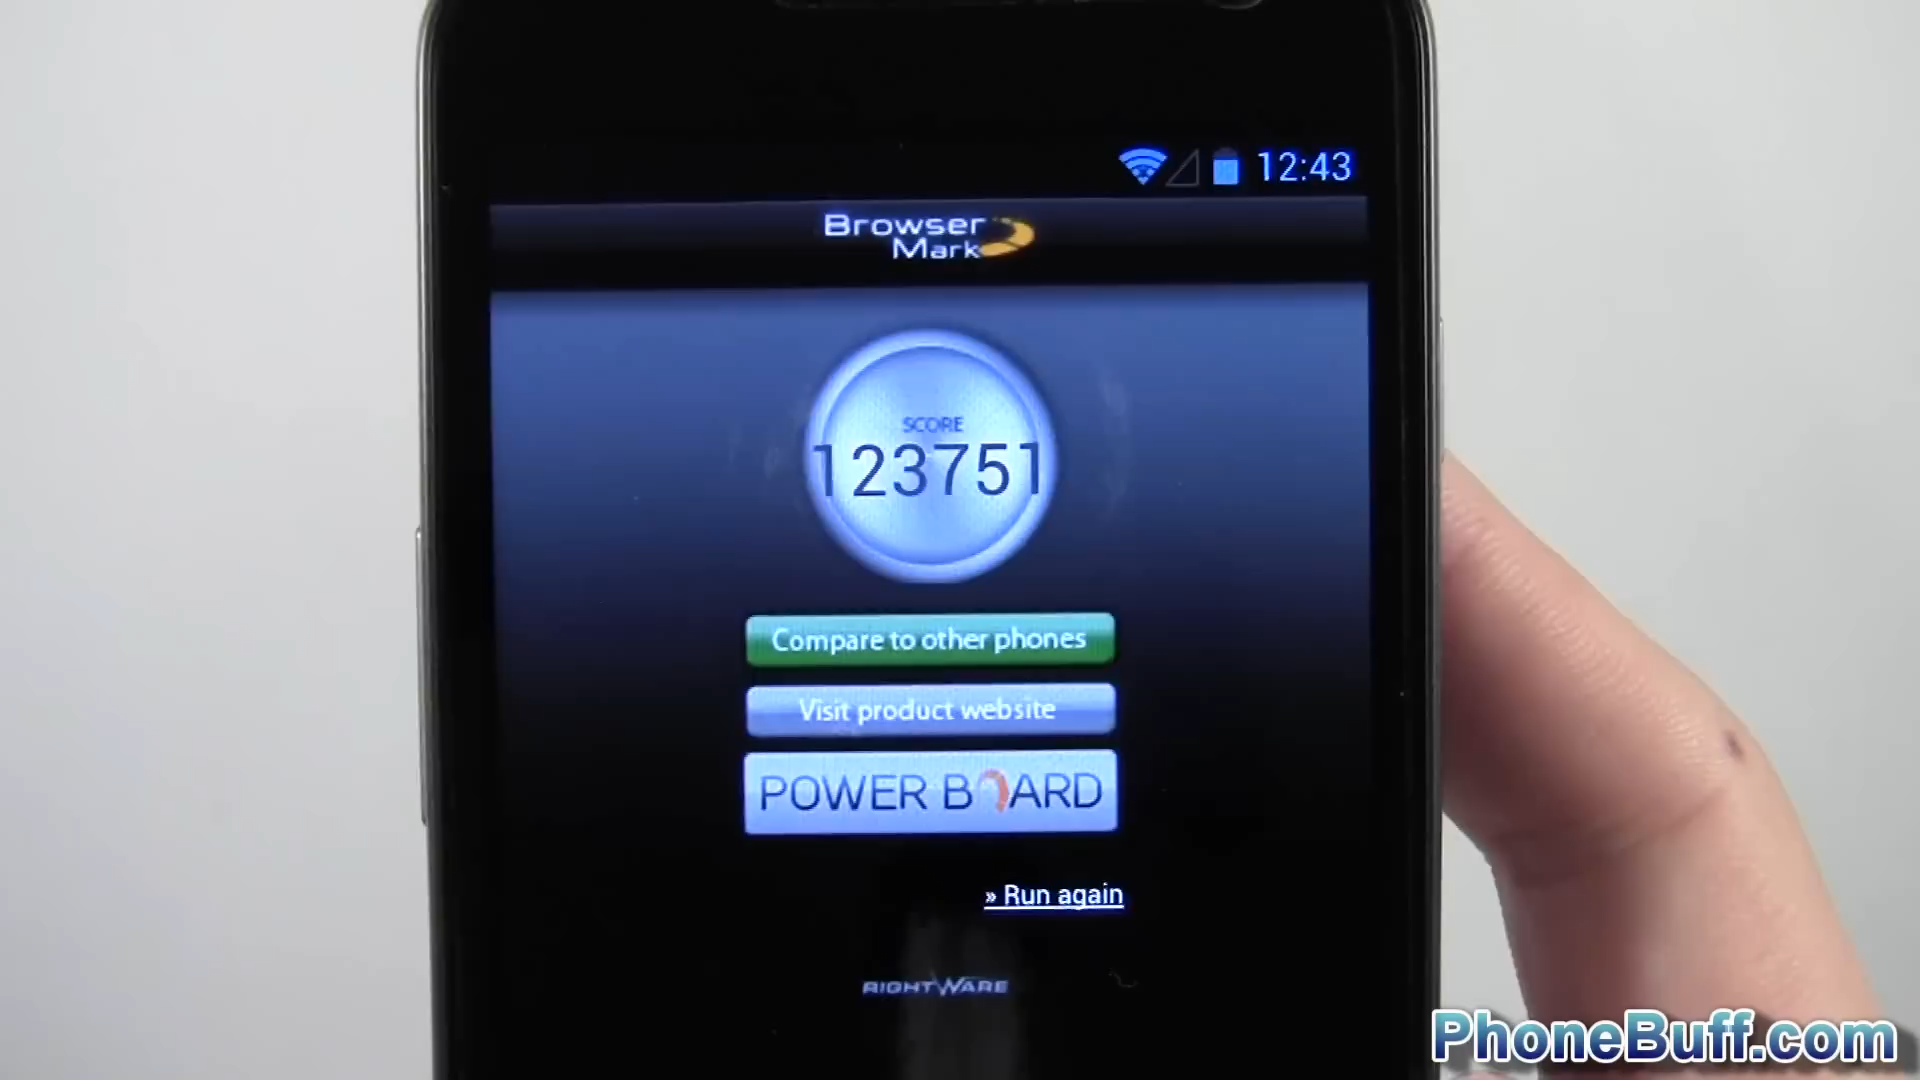 12:43
Browser
Mark
SCORE
123751
Compare to other phones
Visit product website
POWER BOARD
» Run again
RIGHTWARE
PhoneBuff.com